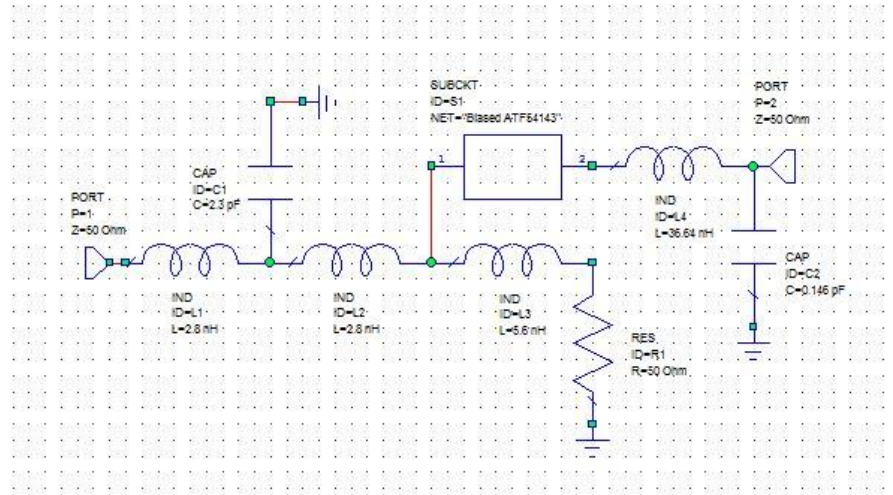 SUBCKT
ID=S1
NET="Biased ATF54143"
1
2
PORT
P=2
Z=50 Ohm
CAP
ID=C1
C=2.3 pF
PORT
P=1
Z=50 Ohm
IND
ID=L4
L=36.64 nH
CAP
ID=C2
C=0.146 pF
IND
ID=L1
L=2.8 nH
IND
ID=L2
L=2.8 nH
IND
ID=L3
L=5.6 nH
RES
ID=R1
R=50 Ohm